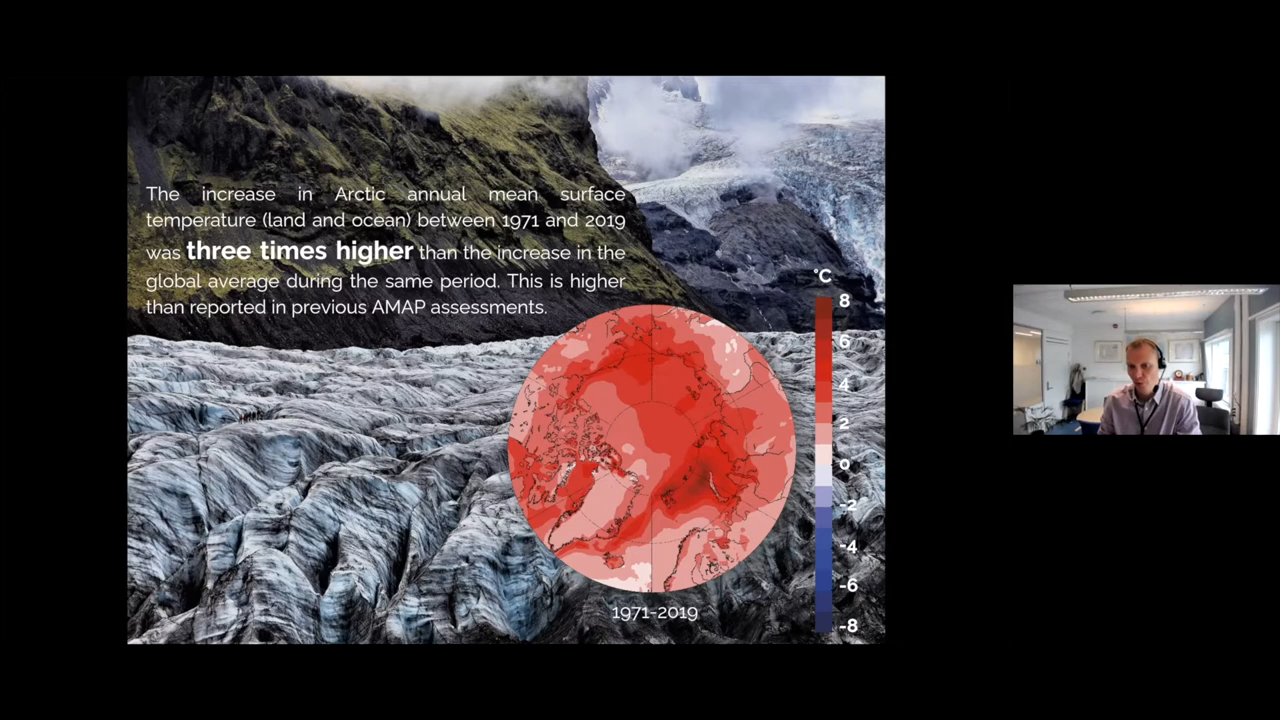 The increase in Arctic annual mean surface
temperature (land and ocean) between 1971 and 2019
was three times higher than the increase in the
global average during the same period. This is higher
than reported in previous AMAP assessments.
°C
8
6
4
2
0
-2
-4
-6
-8
1971-2019